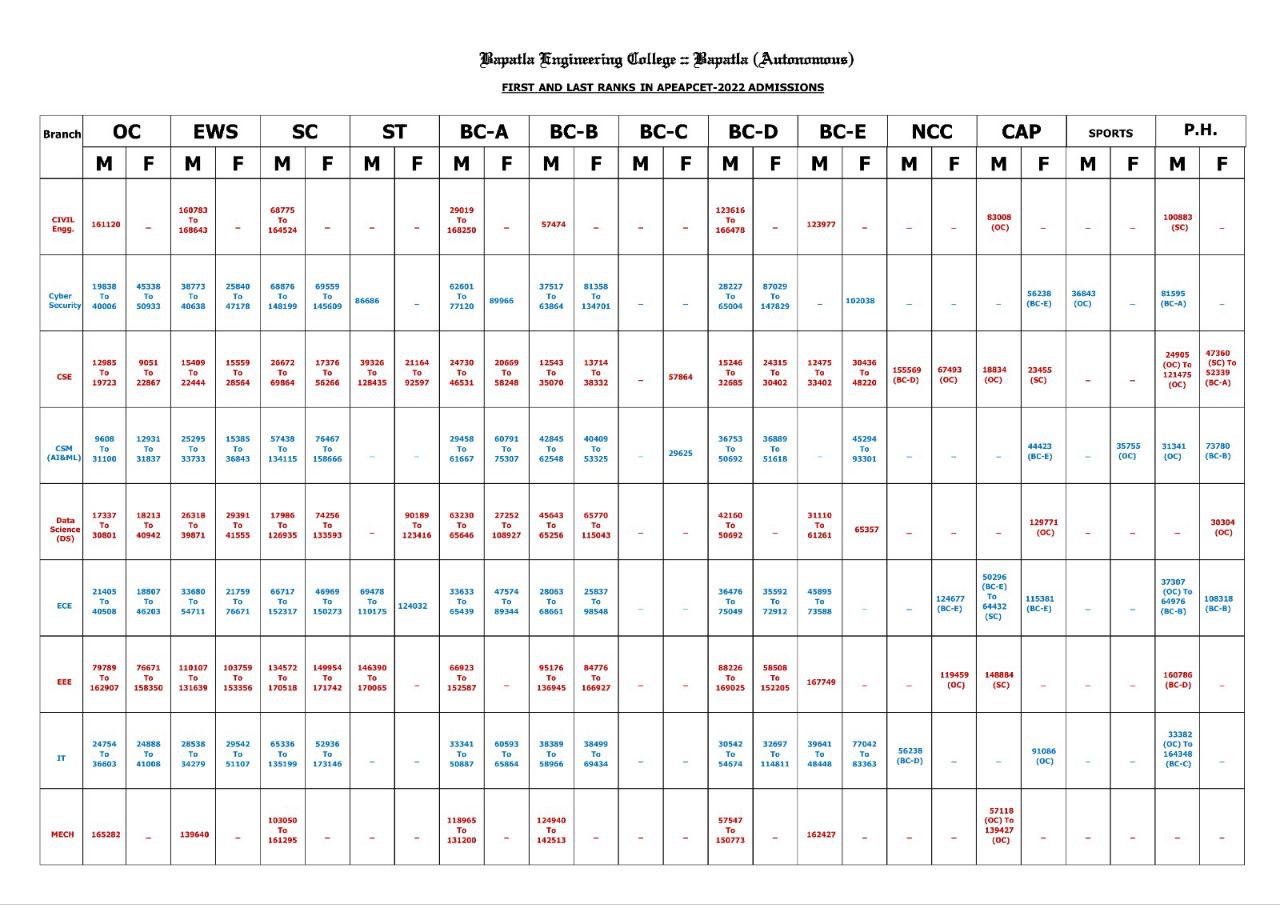 Bapatla Engineering College :: Bapatla (Autonomous)
FIRST AND LAST RANKS IN APEAPCET-2022 ADMISSIONS
Branch OC EWS SC ST BC-A BC-B BC-C BC-D BC-E NCC CAP SPORTS P.H.
M F M F M F M F M F M F M F M F M F M F M F M F M F
CIVIL Engg. 161120 – 160783 To 168643 – 68775 To 164524 – – – 29019 To 168250 – 57474 – – – 123616 To 166478 – 123977 – – – 83008 (OC) – – – 100883 (SC) –
Cyber Security 19838 To 40006 45338 To 50933 38773 To 40638 25840 To 47178 68876 To 148199 69559 To 145609 86686 – 62601 To 77120 89966 37517 To 63864 81358 To 134701 – – 28227 To 65004 87029 To 147829 – 102038 – – – 56238 (BC-E) 36843 (OC) – 81595 (BC-A) –
CSE 12985 To 19723 9051 To 22867 15409 To 22444 15559 To 28564 26672 To 69864 17376 To 56266 39326 To 128435 21164 To 92597 24730 To 46531 20669 To 58248 12543 To 35070 13714 To 38332 – 57864 15246 To 32685 24315 To 30402 12475 To 33402 30436 To 48220 155569 (BC-D) 67493 (OC) 18834 (OC) 23455 (SC) – – 24905 (OC) To 121475 (OC) 47360 (SC) To 52339 (BC-A)
CSM (AI&ML) 9608 To 31100 12931 To 31837 25295 To 33733 15385 To 36843 57438 To 134115 76467 To 158666 – – 29458 To 61667 60791 To 75307 42845 To 62548 40409 To 53325 – 29625 36753 To 50692 36889 To 51618 – 45294 To 93301 – – – 44423 (BC-E) – 35755 (OC) 31341 (OC) 73780 (BC-B)
Data Science (DS) 17337 To 30801 18213 To 40942 26318 To 39871 29391 To 41555 17986 To 126935 74256 To 133593 – 90189 To 123416 63230 To 65646 27252 To 108927 45643 To 65256 65770 To 115043 – – 42160 To 50692 – 31110 To 61261 65357 – – – 129771 (OC) – – – 30304 (OC)
ECE 21405 To 40508 18807 To 46203 33680 To 54711 21759 To 76671 66717 To 152317 46969 To 150273 69478 To 110175 124032 33633 To 65439 47574 To 89344 28063 To 68661 25837 To 98548 – – 36476 To 75049 35592 To 72912 45895 To 73588 – – 124677 (BC-E) 50296 (BC-E) To 64432 (SC) 115381 (BC-E) – – 37307 (OC) To 64976 (BC-B) 108318 (BC-B)
EEE 79789 To 162907 76671 To 158350 110107 To 131639 103759 To 153356 134572 To 170518 149954 To 171742 146390 To 170065 – 66923 To 152587 – 95176 To 136945 84776 To 166927 – – 88226 To 169025 58508 To 152205 167749 – – 119459 (OC) 148884 (SC) – – – 160786 (BC-D) –
IT 24754 To 36603 24888 To 41008 28538 To 34279 29542 To 51107 65336 To 135199 52936 To 173146 – – 33341 To 50887 60593 To 65864 38389 To 58966 38499 To 69434 – – 30542 To 54674 32697 To 114811 39641 To 48448 77042 To 83363 56238 (BC-D) – – 91086 (OC) – – 33382 (OC) To 164348 (BC-C) –
MECH 165282 – 139640 – 103050 To 161295 – – – 118965 To 131200 – 124940 To 142513 – – – 57547 To 150773 – 162427 – – – 57118 (OC) To 139427 (OC) – – – – –